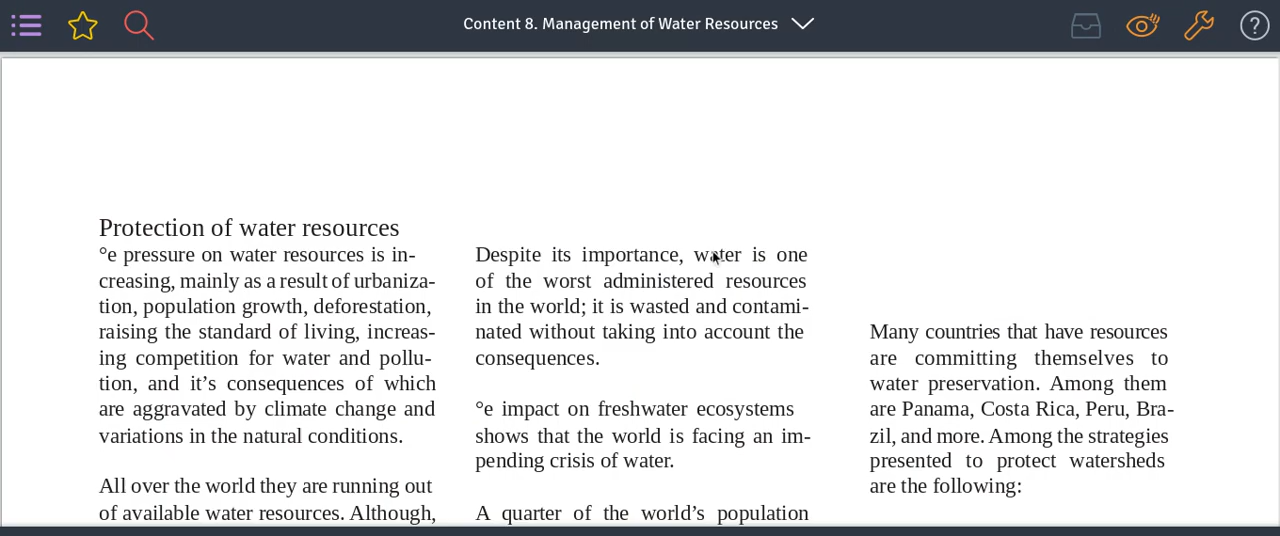 Content 8. Management of Water Resources
Protection of water resources
°e pressure on water resources is in-
creasing, mainly as a result of urbaniza-
tion, population growth, deforestation,
raising the standard of living, increas-
ing competition for water and pollu-
tion, and it's consequences of which
are aggravated by climate change and
variations in the natural conditions.
All over the world they are running out
of available water resources. Although,
Despite its importance, water is one
of the worst administered resources
in the world; it is wasted and contami-
nated without taking into account the
consequences.
°e impact on freshwater ecosystems
shows that the world is facing an im-
pending crisis of water.
A quarter of the world's population
Many countries that have resources
are committing themselves to
water preservation. Among them
are Panama, Costa Rica, Peru, Bra-
zil, and more. Among the strategies
presented to protect watersheds
are the following: